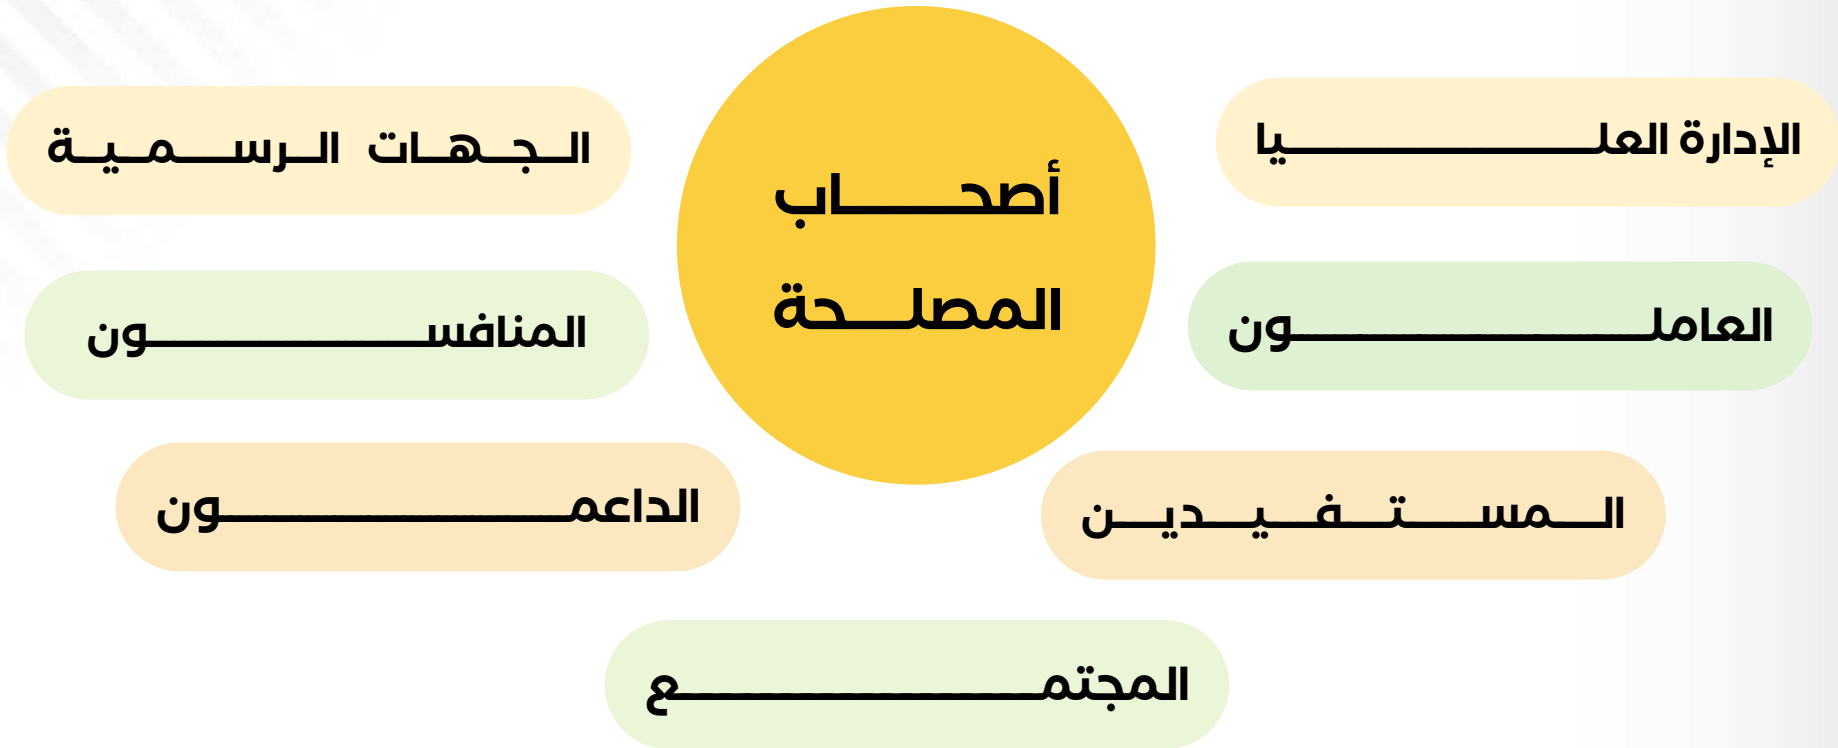 أصحاب
المصلحة
الإدارة العليا
العاملون
المستفيدين
المجتمع
الداعمون
المنافسون
الجهات الرسمية